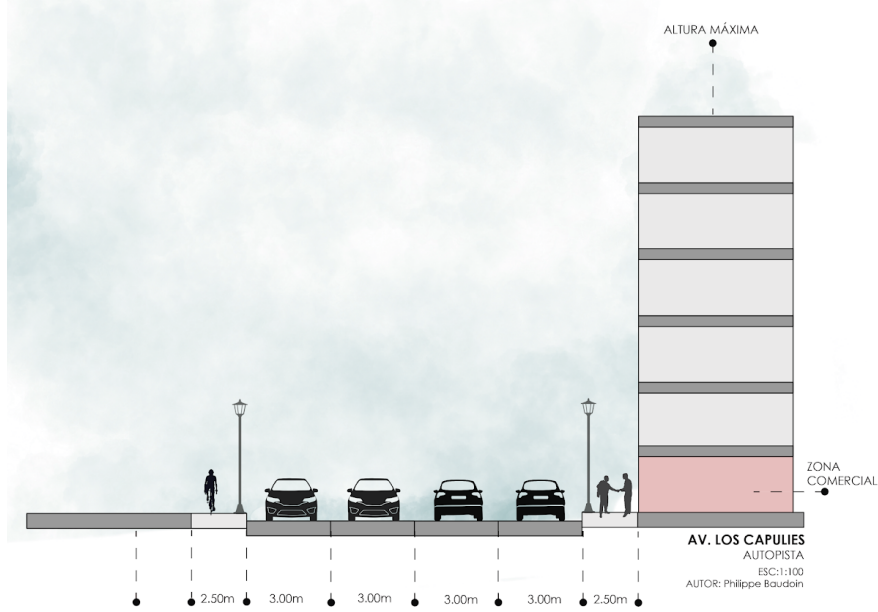 ALTURA MÁXIMA
ZONA
COMERCIAL
AV. LOS CAPULIES
AUTOPISTA
ESC:1:100
AUTOR: Philippe Baudoin
2.50m 3.00m 3.00m 3.00m 3.00m 2.50m